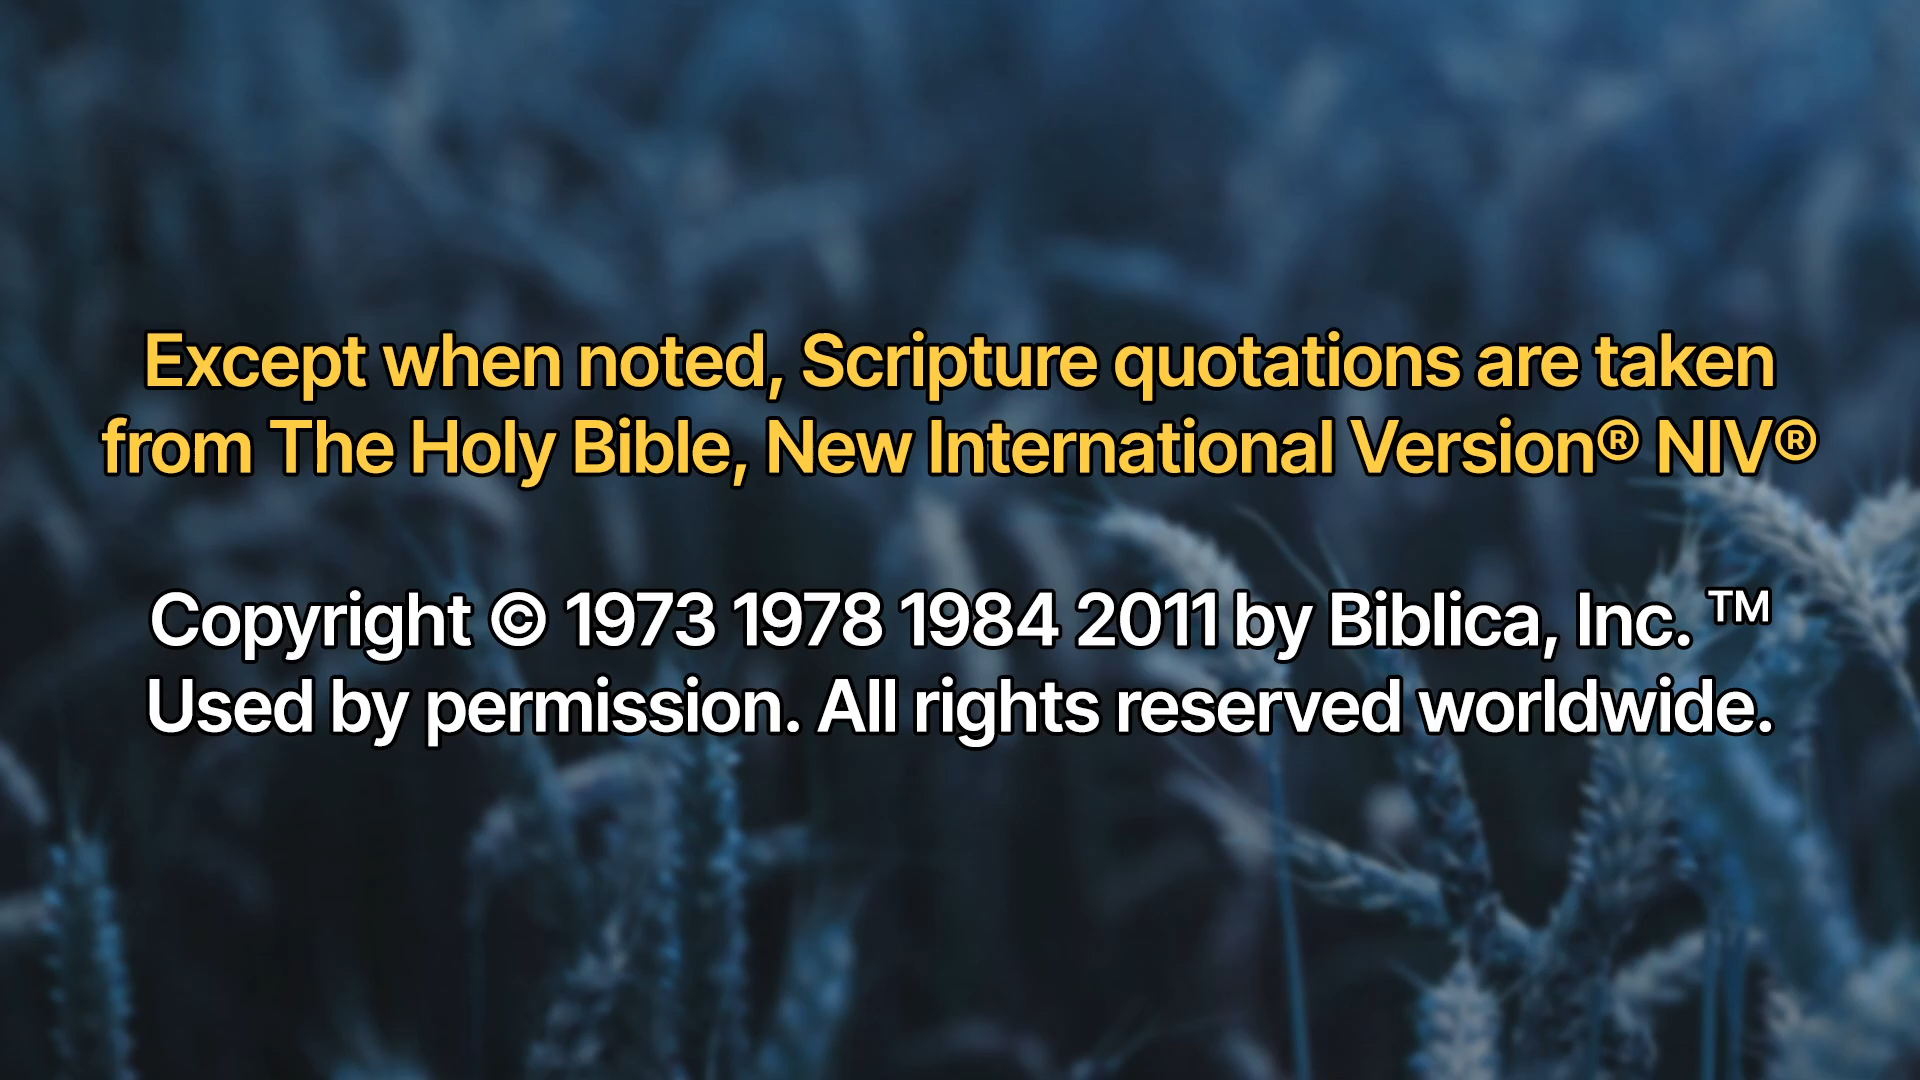 Except when noted, Scripture quotations are taken
from The Holy Bible, New International Version® NIV®
Copyright © 1973 1978 1984 2011 by Biblica, Inc. ™
Used by permission. All rights reserved worldwide.